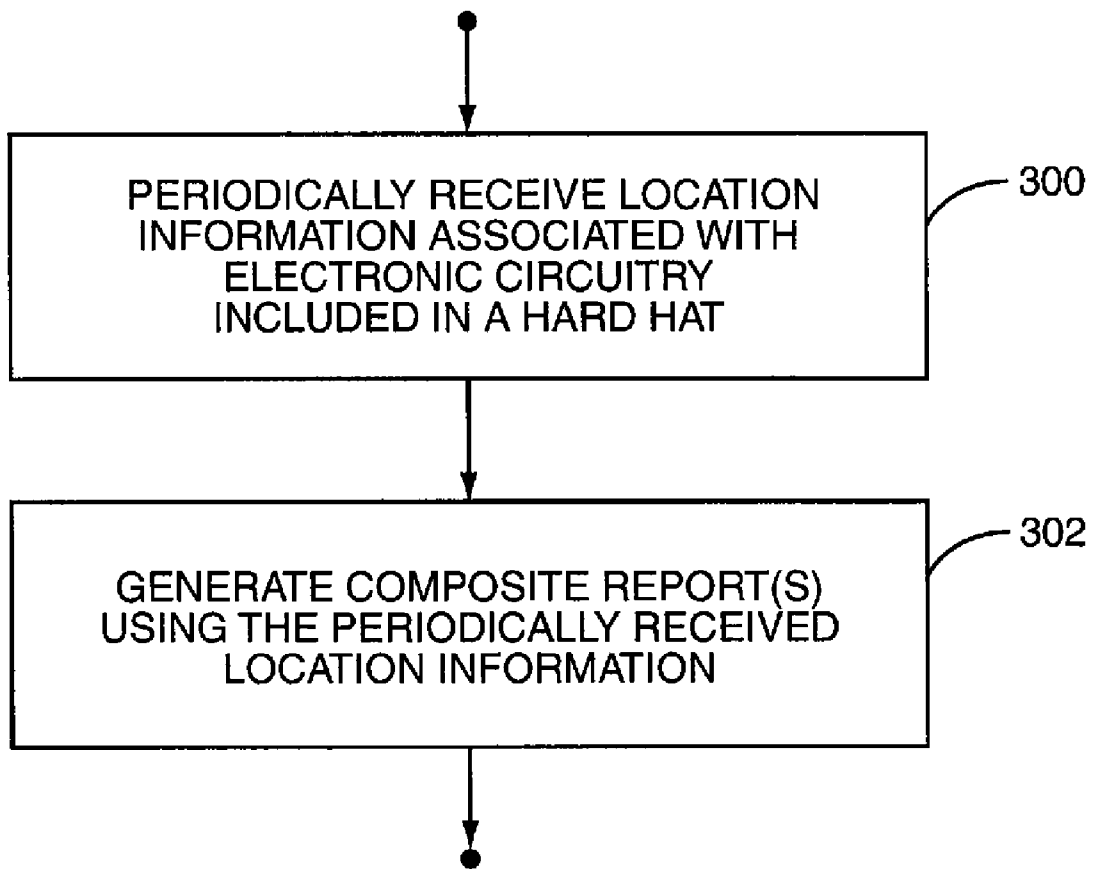 PERIODICALLY RECEIVE LOCATION
INFORMATION ASSOCIATED WITH
ELECTRONIC CIRCUITRY
INCLUDED IN A HARD HAT
300
GENERATE COMPOSITE REPORT(S)
USING THE PERIODICALLY RECEIVED
LOCATION INFORMATION
302